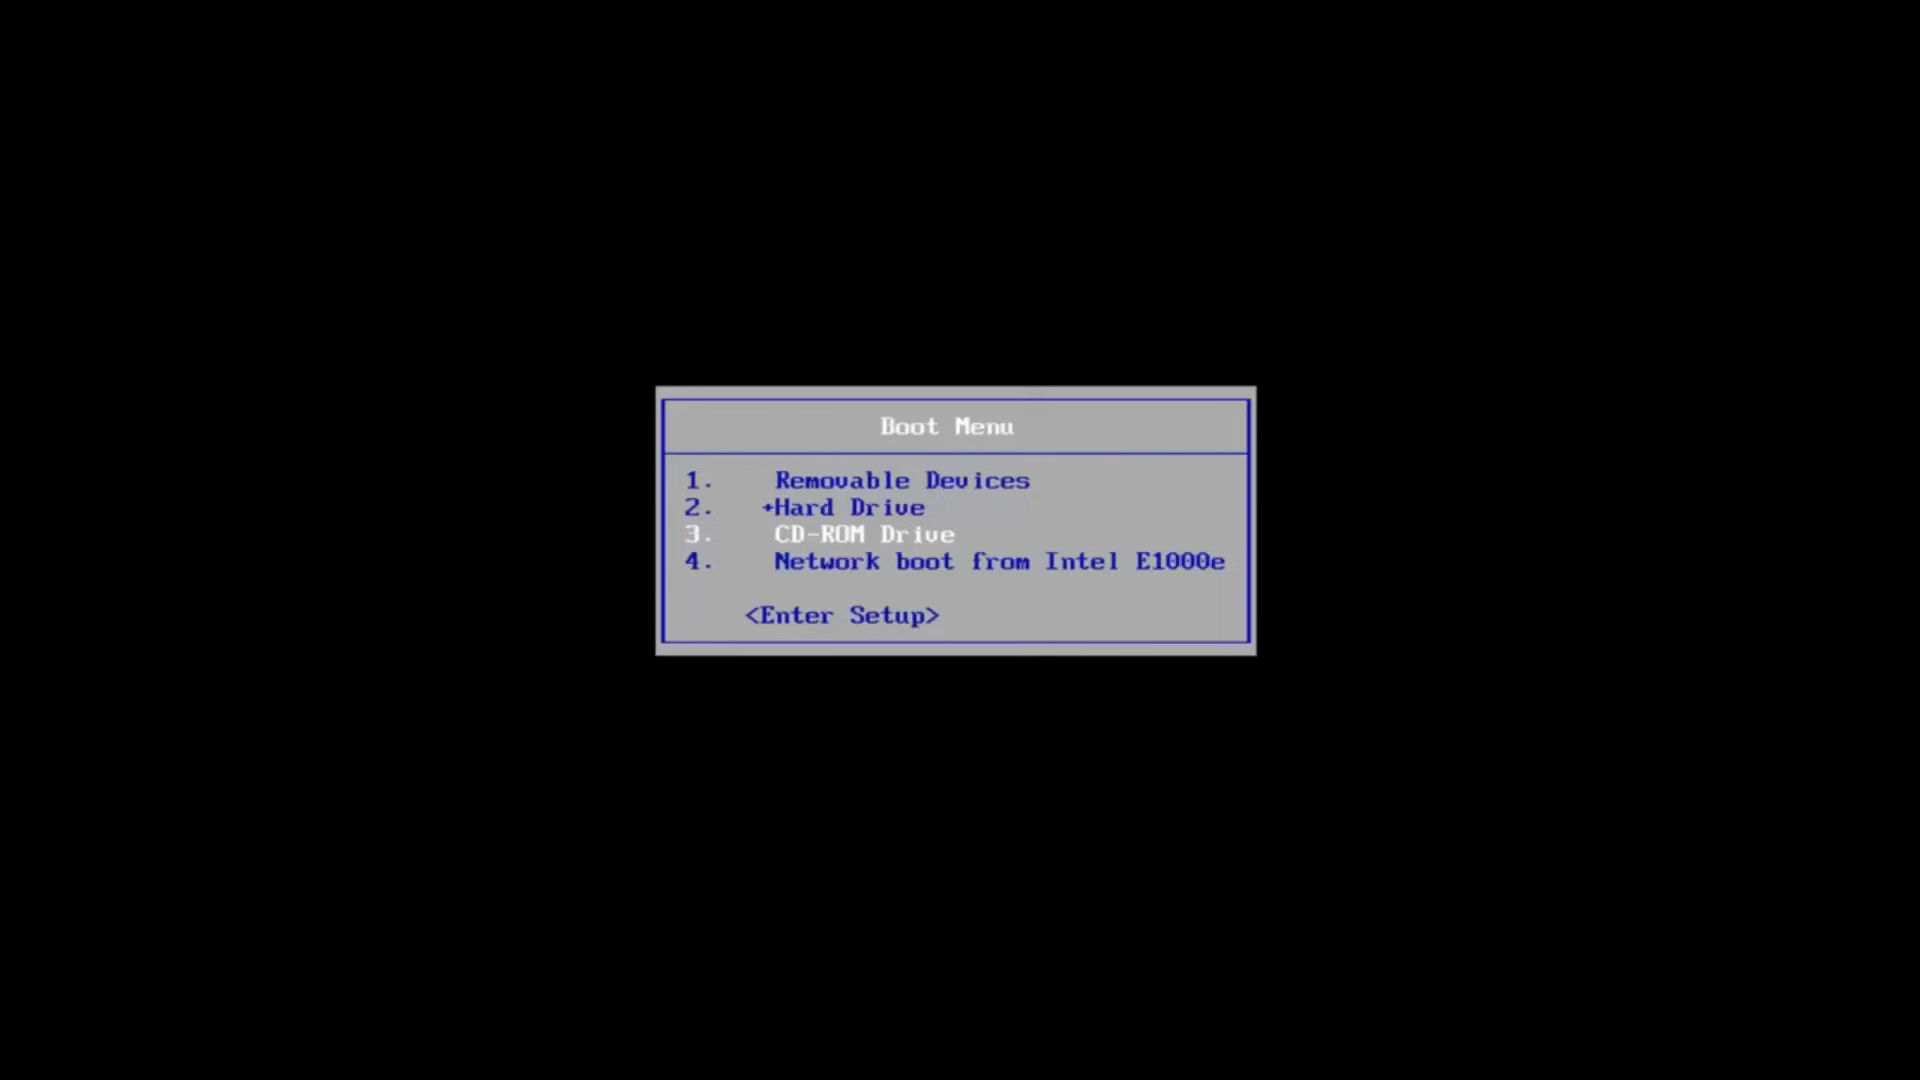 Boot Menu
1. Removable Devices
2. +Hard Drive
3. CD-ROM Drive
4. Network boot from Intel E1000e
<Enter Setup>